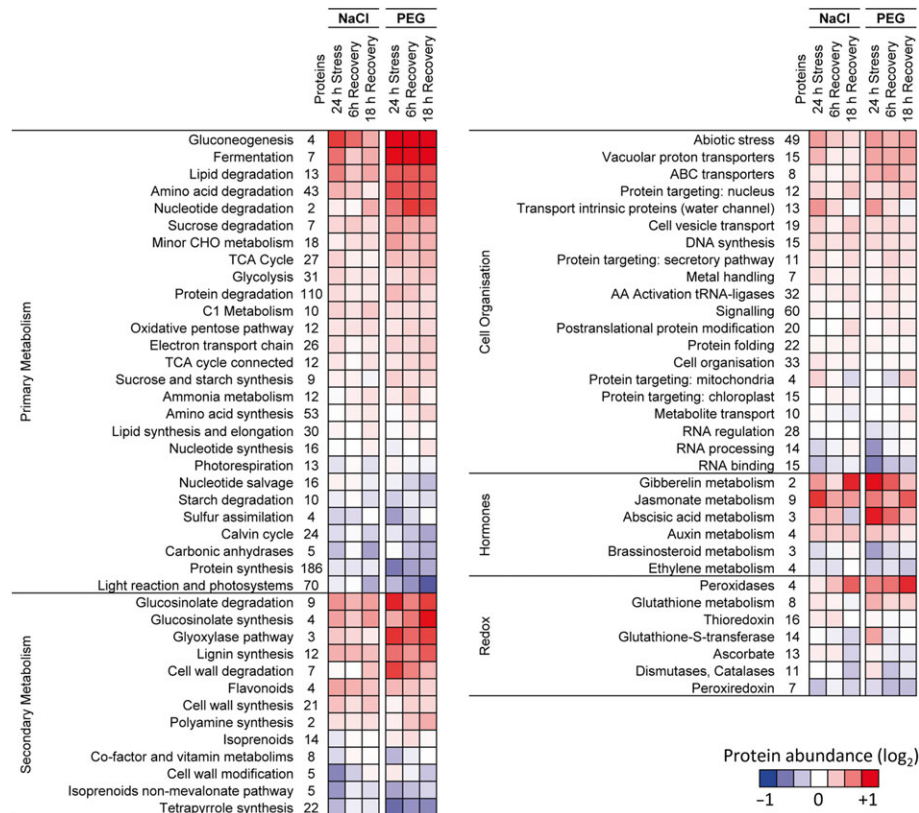 NaCl PEG
Proteins 24 h Stress 6h Recovery 18 h Recovery 24 h Stress 6h Recovery 18 h Recovery
Primary Metabolism
Gluconeogenesis 4
Fermentation 7
Lipid degradation 13
Amino acid degradation 43
Nucleotide degradation 2
Sucrose degradation 7
Minor CHO metabolism 18
TCA Cycle 27
Glycolysis 31
Protein degradation 110
C1 Metabolism 10
Oxidative pentose pathway 12
Electron transport chain 26
TCA cycle connected 12
Sucrose and starch synthesis 9
Ammonia metabolism 12
Amino acid synthesis 53
Lipid synthesis and elongation 30
Nucleotide synthesis 16
Photorespiration 13
Nucleotide salvage 16
Starch degradation 10
Sulfur assimilation 4
Calvin cycle 24
Carbonic anhydrases 5
Protein synthesis 186
Light reaction and photosystems 70
Secondary Metabolism
Glucosinolate degradation 9
Glucosinolate synthesis 4
Glyoxylase pathway 3
Lignin synthesis 12
Cell wall degradation 7
Flavonoids 4
Cell wall synthesis 21
Polyamine synthesis 2
Isoprenoids 14
Co-factor and vitamin metabolims 8
Cell wall modification 5
Isoprenoids non-mevalonate pathway 5
Tetrapyrrole synthesis 22
NaCl PEG
Proteins 24 h Stress 6h Recovery 18 h Recovery 24 h Stress 6h Recovery 18 h Recovery
Cell Organisation
Abiotic stress 49
Vacuolar proton transporters 15
ABC transporters 8
Protein targeting: nucleus 12
Transport intrinsic proteins (water channel) 13
Cell vesicle transport 19
DNA synthesis 15
Protein targeting: secretory pathway 11
Metal handling 7
AA Activation tRNA-ligases 32
Signalling 60
Postranslational protein modification 20
Protein folding 22
Cell organisation 33
Protein targeting: mitochondria 4
Protein targeting: chloroplast 15
Metabolite transport 10
RNA regulation 28
RNA processing 14
RNA binding 15
Hormones
Gibberelin metabolism 2
Jasmonate metabolism 9
Abscisic acid metabolism 3
Auxin metabolism 4
Brassinosteroid metabolism 3
Ethylene metabolism 4
Redox
Peroxidases 4
Glutathione metabolism 8
Thioredoxin 16
Glutathione-S-transferase 14
Ascorbate 13
Dismutases, Catalases 11
Peroxiredoxin 7
Protein abundance (log2)
−1 0 +1